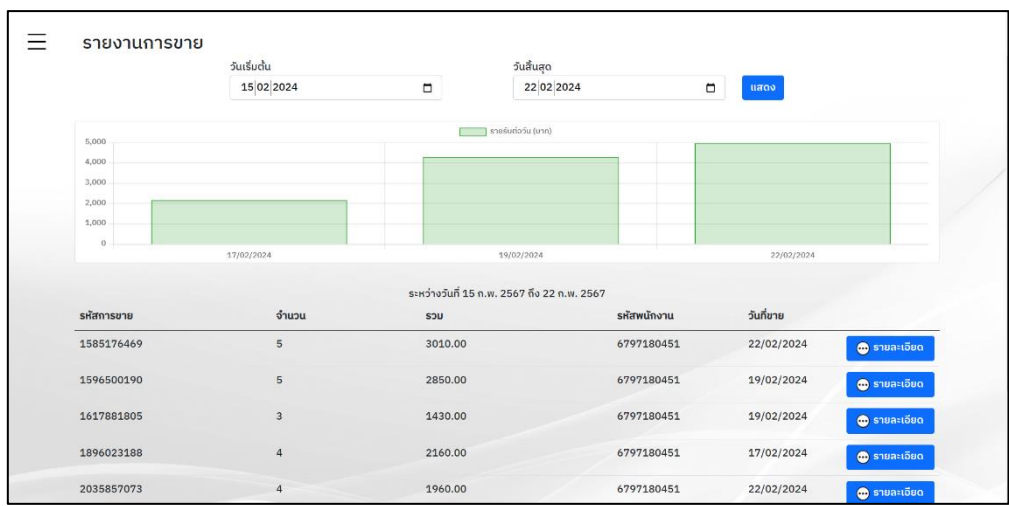 รายงานการขาย
วันเริ่มต้น วันสิ้นสุด
15/02/2024 22/02/2024 แสดง
รายรับต่อวัน (บาท)
5,000
4,000
3,000
2,000
1,000
0
17/02/2024 19/02/2024 22/02/2024
ระหว่างวันที่ 15 ก.พ. 2567 ถึง 22 ก.พ. 2567
รหัสการขาย จำนวน รวม รหัสพนักงาน วันที่ขาย
1585176469 5 3010.00 6797180451 22/02/2024 รายละเอียด
1596500190 5 2850.00 6797180451 19/02/2024 รายละเอียด
1617881805 3 1430.00 6797180451 19/02/2024 รายละเอียด
1896023188 4 2160.00 6797180451 17/02/2024 รายละเอียด
2035857073 4 1960.00 6797180451 22/02/2024 รายละเอียด